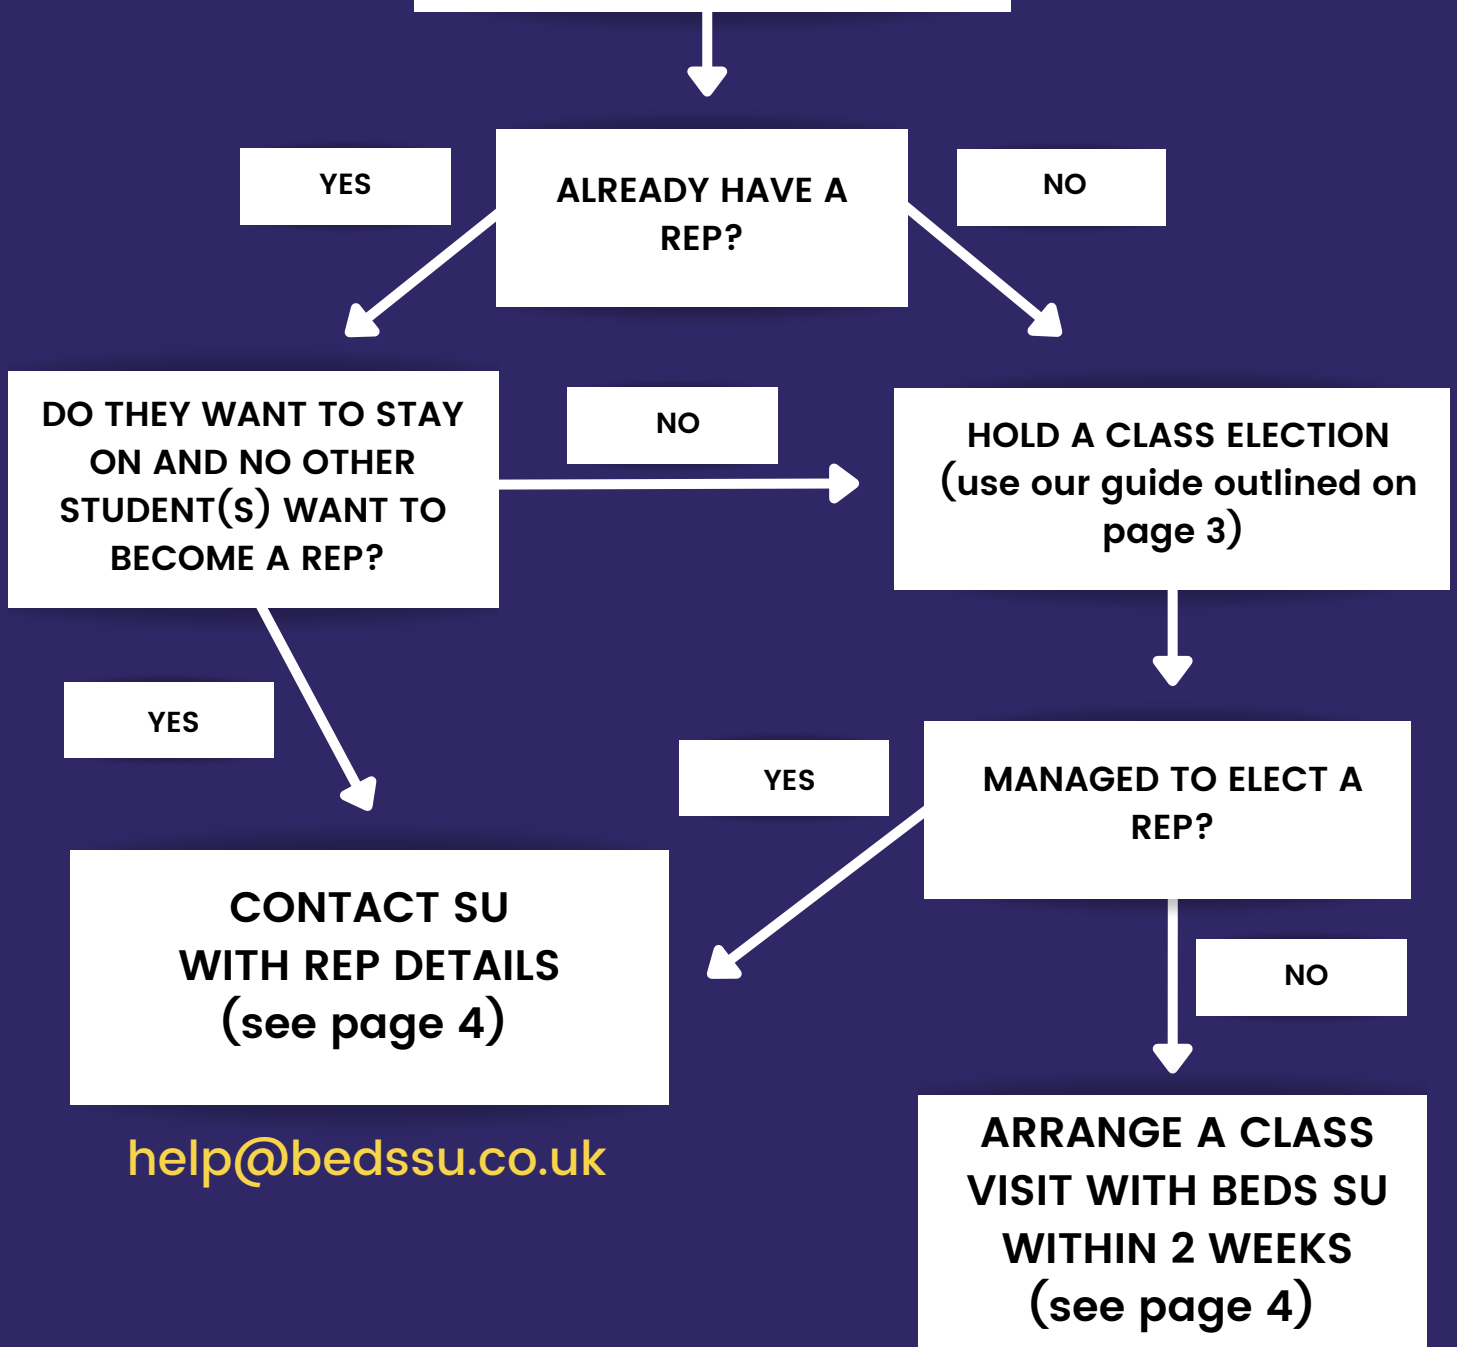 YES
ALREADY HAVE A
REP?
NO
DO THEY WANT TO STAY
ON AND NO OTHER
STUDENT(S) WANT TO
BECOME A REP?
NO
HOLD A CLASS ELECTION
(use our guide outlined on
page 3)
YES
YES
MANAGED TO ELECT A
REP?
CONTACT SU
WITH REP DETAILS
(see page 4)
NO
help@bedssu.co.uk
ARRANGE A CLASS
VISIT WITH BEDS SU
WITHIN 2 WEEKS
(see page 4)